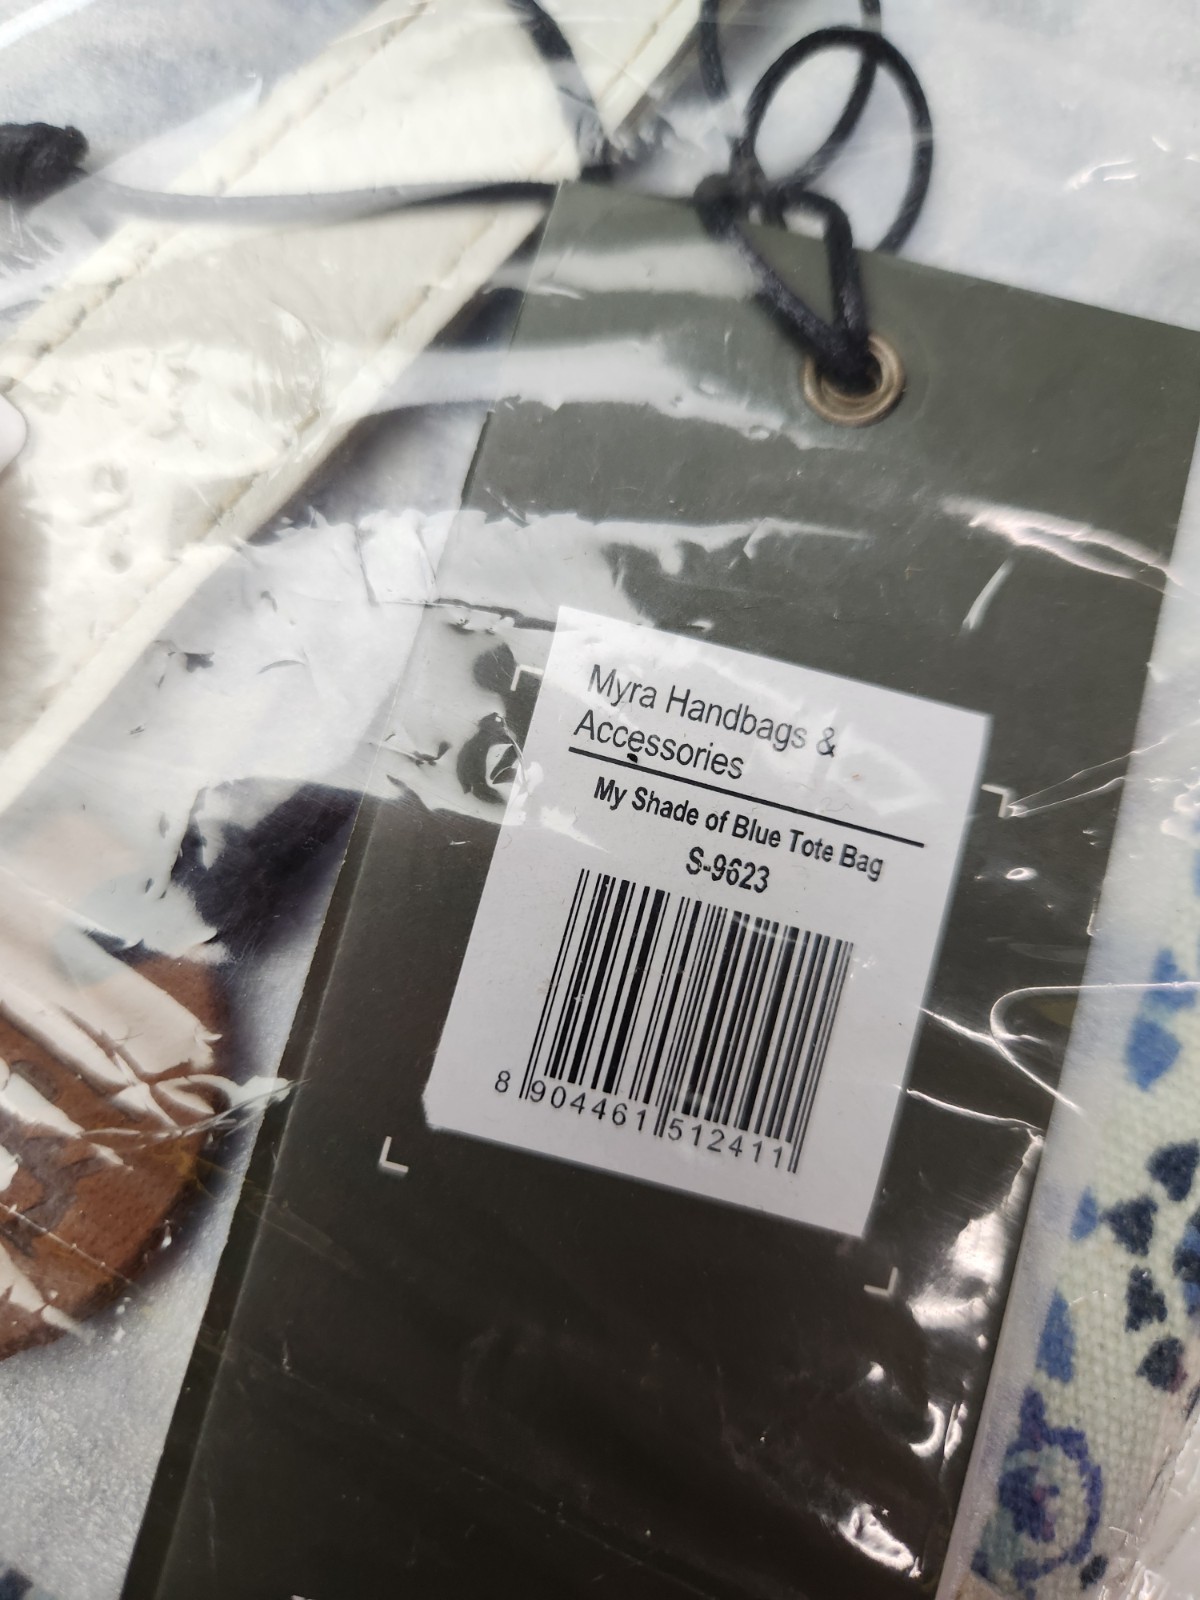 Myra Handbags &
Accessories
My Shade of Blue Tote Bag
S-9623
8 904461 512411